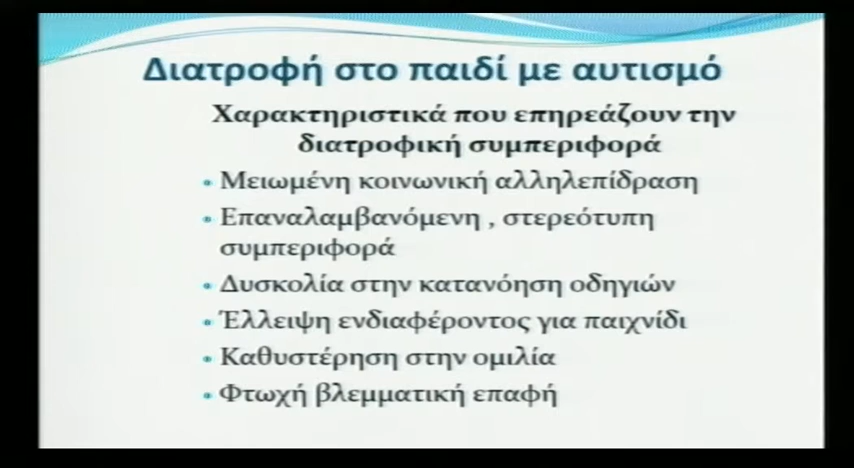 Διατροφή στο παιδί με αυτισμό
Χαρακτηριστικά που επηρεάζουν την
διατροφική συμπεριφορά
• Μειωμένη κοινωνική αλληλεπίδραση
• Επαναλαμβανόμενη , στερεότυπη
συμπεριφορά
• Δυσκολία στην κατανόηση οδηγιών
• Έλλειψη ενδιαφέροντος για παιχνίδι
• Καθυστέρηση στην ομιλία
• Φτωχή βλεμματική επαφή